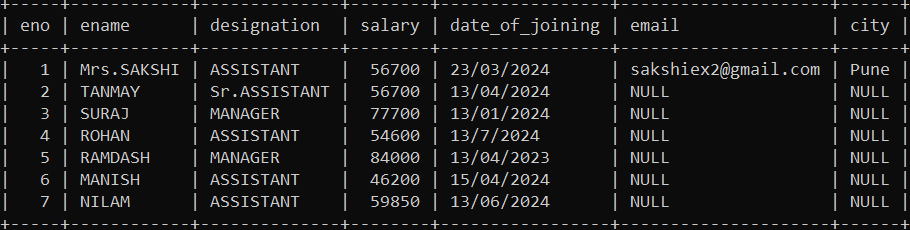 +-----+------------+--------------+--------+-----------------+--------------------+------+
| eno | ename      | designation  | salary | date_of_joining | email              | city |
+-----+------------+--------------+--------+-----------------+--------------------+------+
|   1 | Mrs.SAKSHI | ASSISTANT    |  56700 | 23/03/2024      | sakshiex2@gmail.com | Pune |
|   2 | TANMAY     | Sr.ASSISTANT |  56700 | 13/04/2024      | NULL               | NULL |
|   3 | SURAJ      | MANAGER      |  77700 | 13/01/2024      | NULL               | NULL |
|   4 | ROHAN      | ASSISTANT    |  54600 | 13/7/2024       | NULL               | NULL |
|   5 | RAMDASH    | MANAGER      |  84000 | 13/04/2023      | NULL               | NULL |
|   6 | MANISH     | ASSISTANT    |  46200 | 15/04/2024      | NULL               | NULL |
|   7 | NILAM      | ASSISTANT    |  59850 | 13/06/2024      | NULL               | NULL |
+-----+------------+--------------+--------+-----------------+--------------------+------+